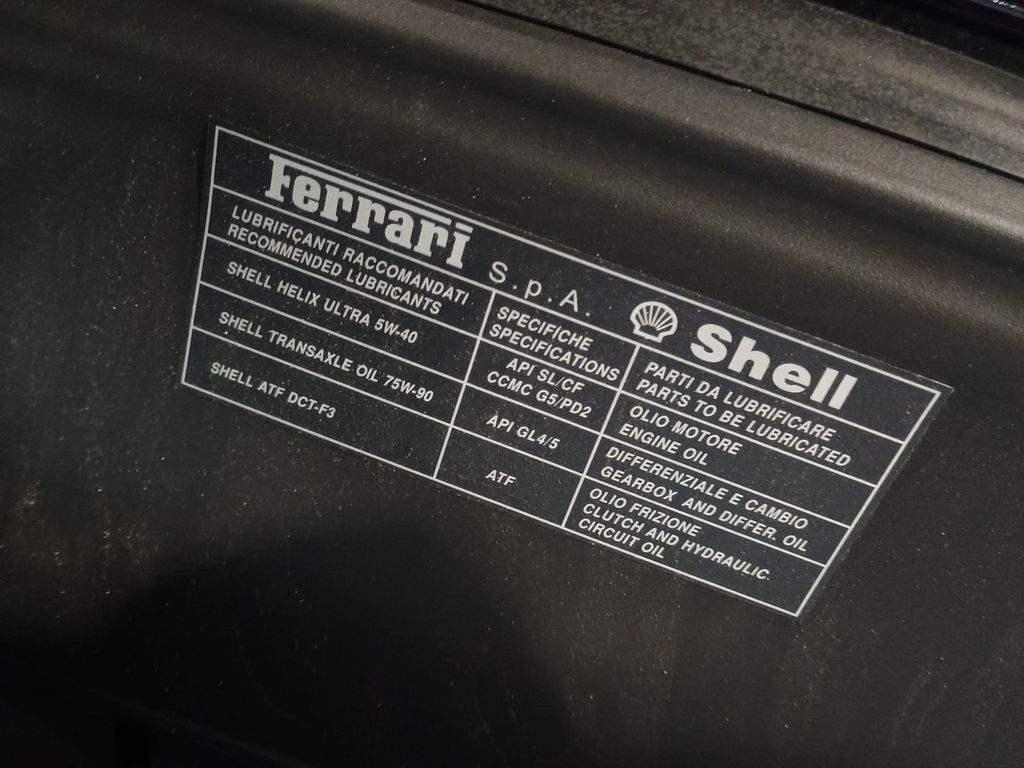 Ferrari S.p.A. Shell
LUBRIFICANTI RACCOMANDATI
RECOMMENDED LUBRICANTS
SPECIFICHE
SPECIFICATIONS
PARTI DA LUBRIFICARE
PARTS TO BE LUBRICATED
SHELL HELIX ULTRA 5W-40
API SL/CF
CCMC G5/PD2
OLIO MOTORE
ENGINE OIL
SHELL TRANSAXLE OIL 75W-90
API GL4/5
DIFFERENZIALE E CAMBIO
GEARBOX AND DIFFER. OIL
SHELL ATF DCT-F3
ATF
OLIO FRIZIONE
CLUTCH AND HYDRAULIC
CIRCUIT OIL